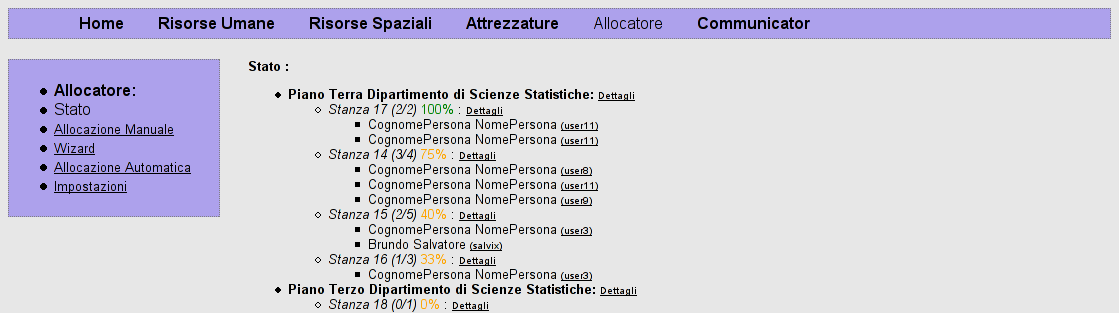 Home Risorse Umane Risorse Spaziali Attrezzature Allocatore Communicator
Allocatore:
Stato
Allocazione Manuale
Wizard
Allocazione Automatica
Impostazioni
Stato :
Piano Terra Dipartimento di Scienze Statistiche: Dettagli
Stanza 17 (2/2) 100% : Dettagli
CognomePersona NomePersona (user11)
CognomePersona NomePersona (user11)
Stanza 14 (3/4) 75% : Dettagli
CognomePersona NomePersona (user8)
CognomePersona NomePersona (user11)
CognomePersona NomePersona (user9)
Stanza 15 (2/5) 40% : Dettagli
CognomePersona NomePersona (user3)
Brundo Salvatore (salvix)
Stanza 16 (1/3) 33% : Dettagli
CognomePersona NomePersona (user3)
Piano Terzo Dipartimento di Scienze Statistiche: Dettagli
Stanza 18 (0/1) 0% : Dettagli